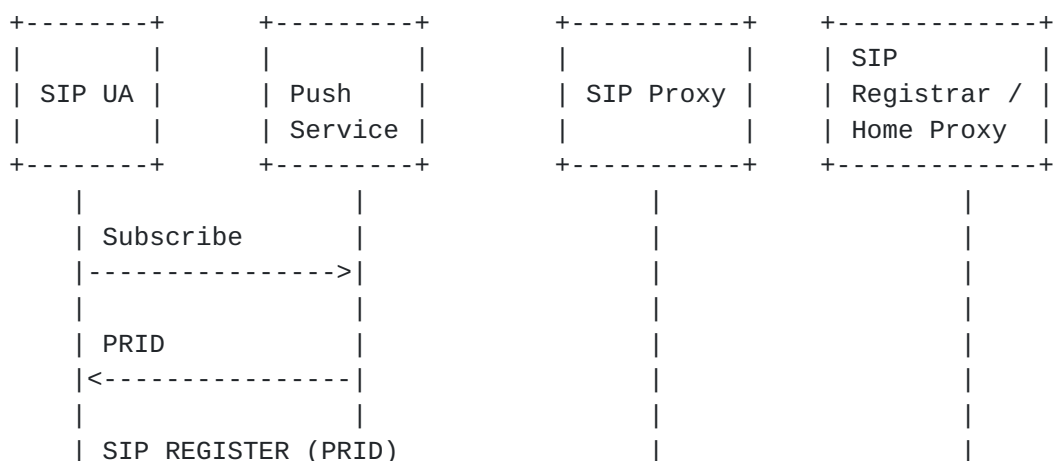 SIP
SIP UA Push SIP Proxy Registrar /
Service Home Proxy
Subscribe
PRID
SIP REGISTER (PRID)